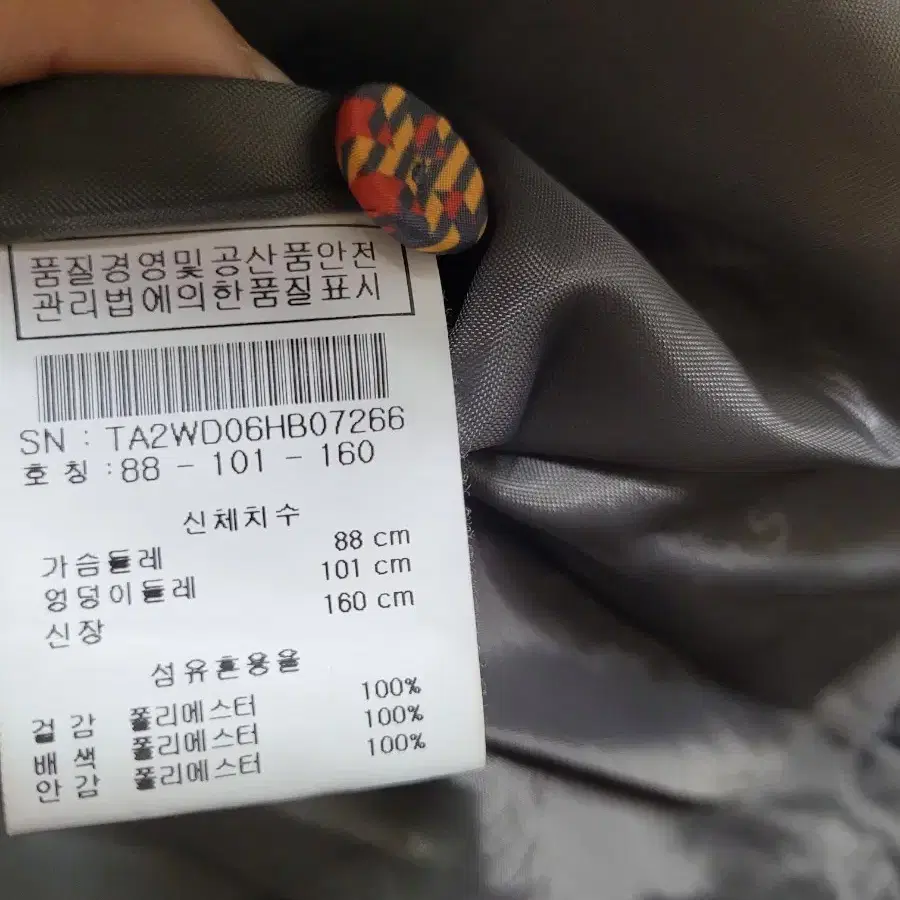 품질경영및공산품안전
관리법에의한품질표시
SN : TA2WD06HB07266
호 칭 : 88 - 101 - 160
신체치수
가슴둘레 88 cm
엉덩이둘레 101 cm
신장 160 cm
섬유혼용율
겉 감 폴리에스터 100%
배 색 폴리에스터 100%
안 감 폴리에스터 100%